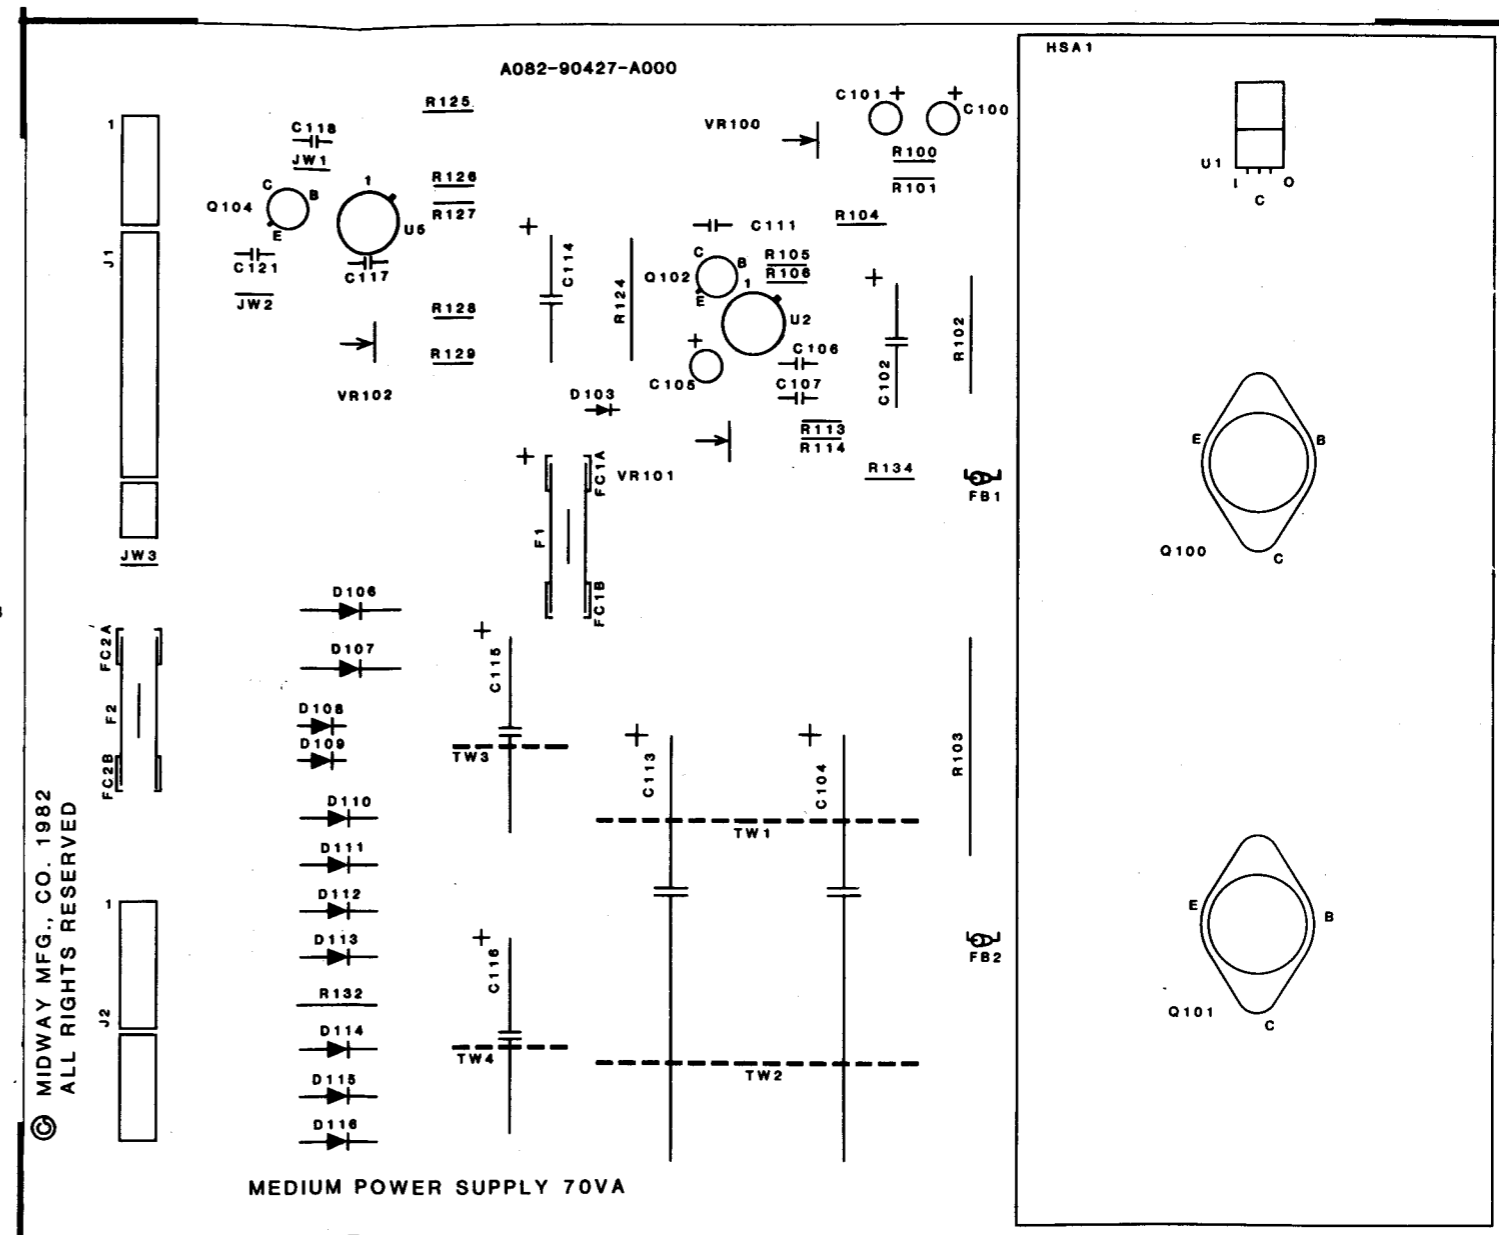 A082-90427-A000
HSA1
R125
C101 +
+ C100
VR100
1
C118
JW1
R100
R101
U1
I
O
C
C
B
1
R126
R127
Q104
E
U5
R104
+
C111
C121
C117
C114
R124
Q102
C
B
R105
R106
E
1
U2
+
C102
R102
J1
JW2
R128
R129
VR102
+
C105
C106
C107
D103
R113
R114
VR101
+
FC1A
F1
FC1B
R134
FB1
E
B
Q100
C
JW3
D106
D107
FC2A
F2
FC2B
+
C115
D108
D109
TW3
+
C113
+
C104
R103
D110
TW1
D111
D112
D113
1
J2
R132
+
C116
D114
TW4
TW2
D115
D116
FB2
E
B
Q101
C
© MIDWAY MFG., CO. 1982
ALL RIGHTS RESERVED
MEDIUM POWER SUPPLY 70VA